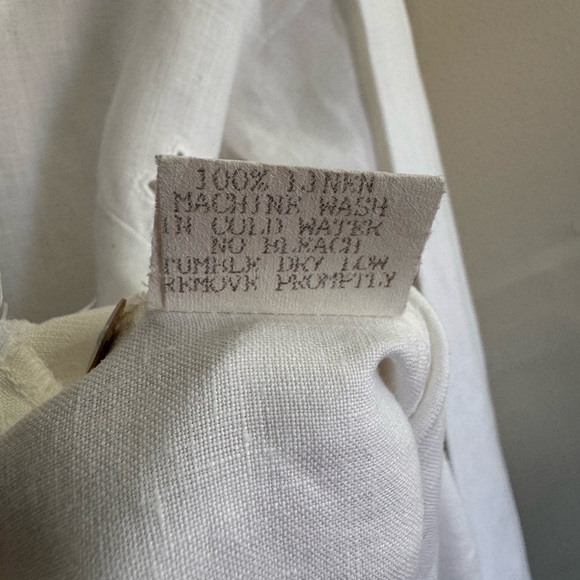 100% LINEN
MACHINE WASH
IN COLD WATER
NO BLEACH
TUMBLE DRY LOW
REMOVE PROMPTLY